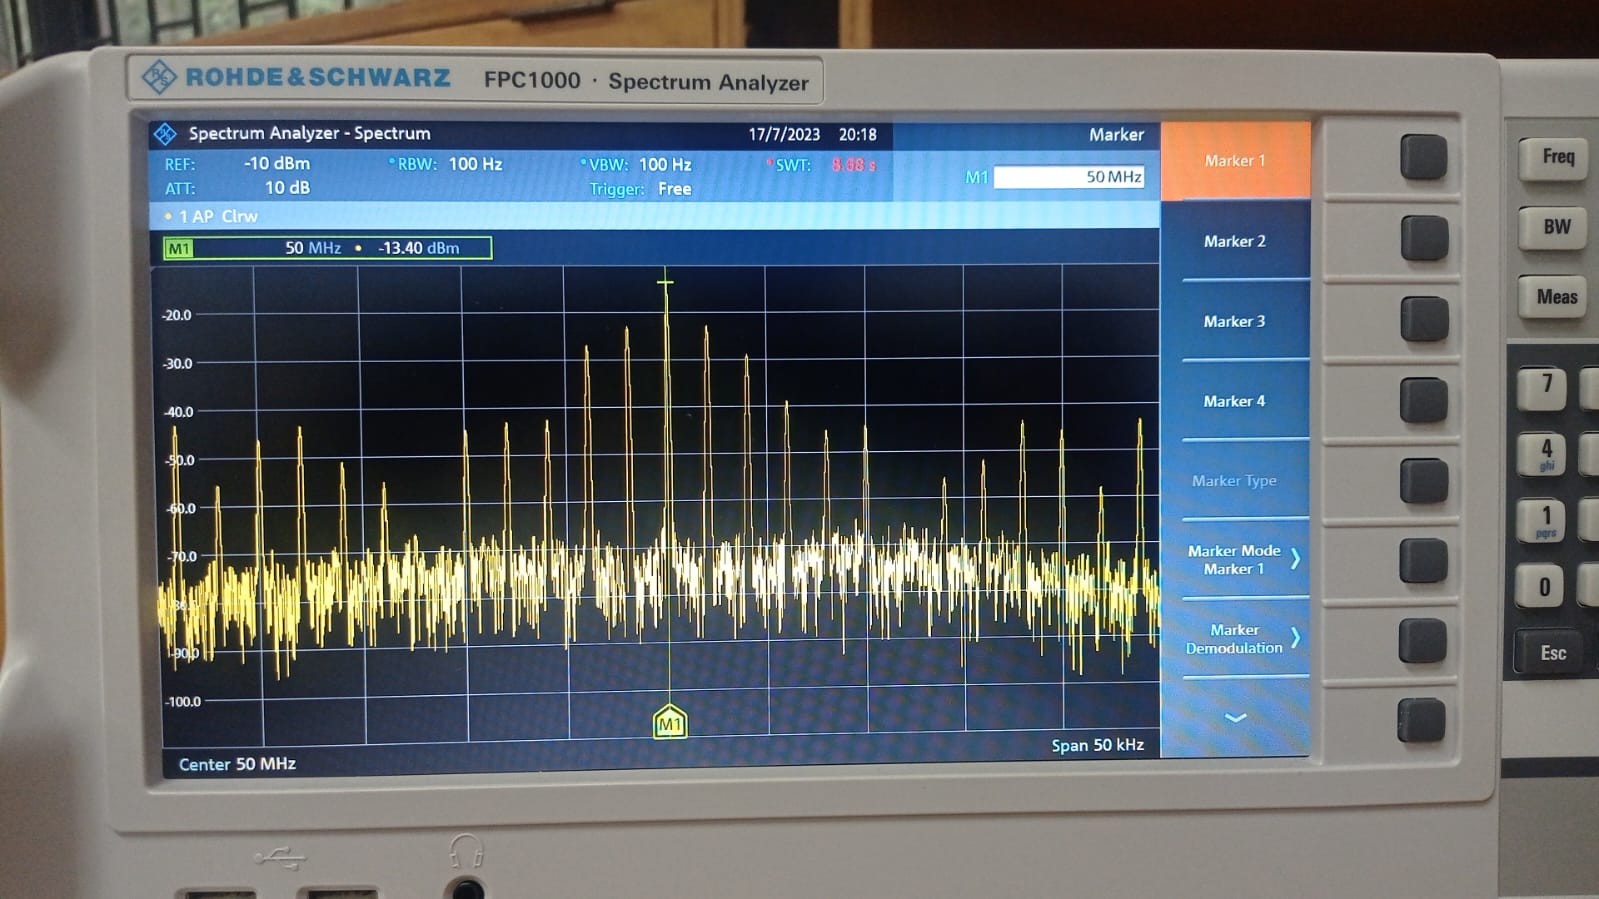 ROHDE & SCHWARZ FPC1000 · Spectrum Analyzer
Spectrum Analyzer - Spectrum 17/7/2023 20:18 Marker
REF: -10 dBm RBW: 100 Hz VBW: 100 Hz SWT:
M1 50 MHz
ATT: 10 dB Trigger: Free
1 AP Clrw
M1 50 MHz • -13.40 dBm
-20.0
-30.0
-40.0
-50.0
-60.0
-70.0
-80.0
-90.0
-100.0
M1
Center 50 MHz Span 50 kHz
Marker 1
Marker 2
Marker 3
Marker 4
Marker Type
Marker Mode
Marker 1
Marker
Demodulation
Freq
BW
Meas
7
4
ghi
1
pqrs
0
Esc